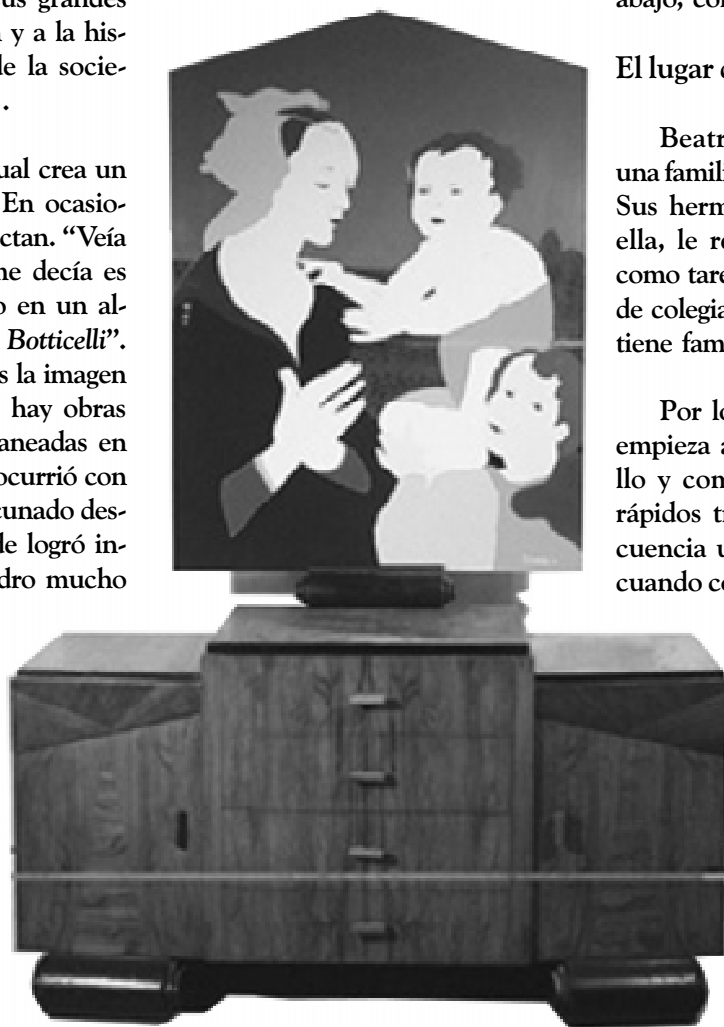 us grandes
y a la his-
de la socie-
.
ual crea un
En ocasio-
ctan. “Veía
me decía es
o en un al-
Botticelli”.
s la imagen
hay obras
aneadas en
ocurrió con
cunado des-
de logró in-
dro mucho
abajo, co
El lugar
Beatr
una famili
Sus herm
ella, le re
como tare
de colegia
tiene fam
Por lo
empieza a
llo y com
rápidos tr
cuencia u
cuando co